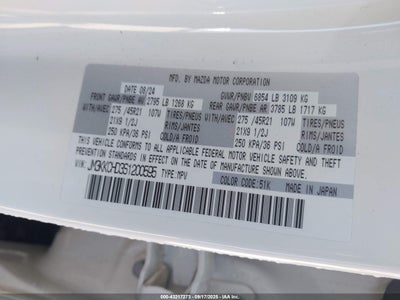 MFD. BY MAZDA MOTOR CORPORATION
DATE 08/24 GVWR/PNBV 6854 LB 3109 KG
FRONT GAWR/PNBE AV 2785 LB 1268 KG REAR GAWR/PNBE AR 3785 LB 1717 KG
WITH/AVEC 275 /45R21 107W TIRES/PNEUS WITH/AVEC 275 /45R21 107W TIRES/PNEUS
21X9 1/2J RIMS/JANTES 21X9 1/2J RIMS/JANTES
250 KPA/36 PSI COLD/A FROID 250 KPA/36 PSI COLD/A FROID
THIS VEHICLE CONFORMS TO ALL APPLICABLE FEDERAL MOTOR VEHICLE SAFETY AND THEFT
PREVENTION STANDARDS IN EFFECT ON THE DATE OF MANUFACTURE SHOWN ABOVE.
VIN: TYPE:MPV
COLOR CODE:51K MADE IN JAPAN
09/17/2025 - IAA, Inc.